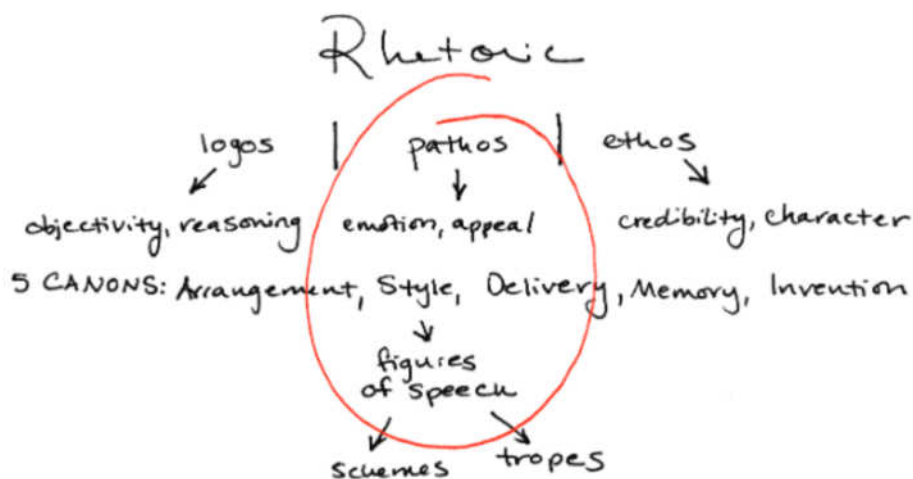 Rhetoric
logos | pathos | ethos
objectivity, reasoning emotion, appeal credibility, character
5 CANONS: Arrangement, Style, Delivery, Memory, Invention
figures
of speech
schemes tropes